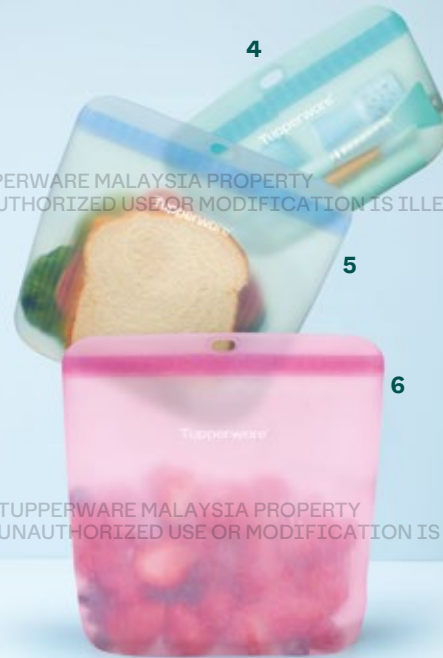 4
Tupperware
PERWARE MALAYSIA PROPERTY
UTHORIZED USE OR MODIFICATION IS ILLE
Tupperware
5
6
Tupperware
TUPPERWARE MALAYSIA PROPERTY
UNAUTHORIZED USE OR MODIFICATION IS